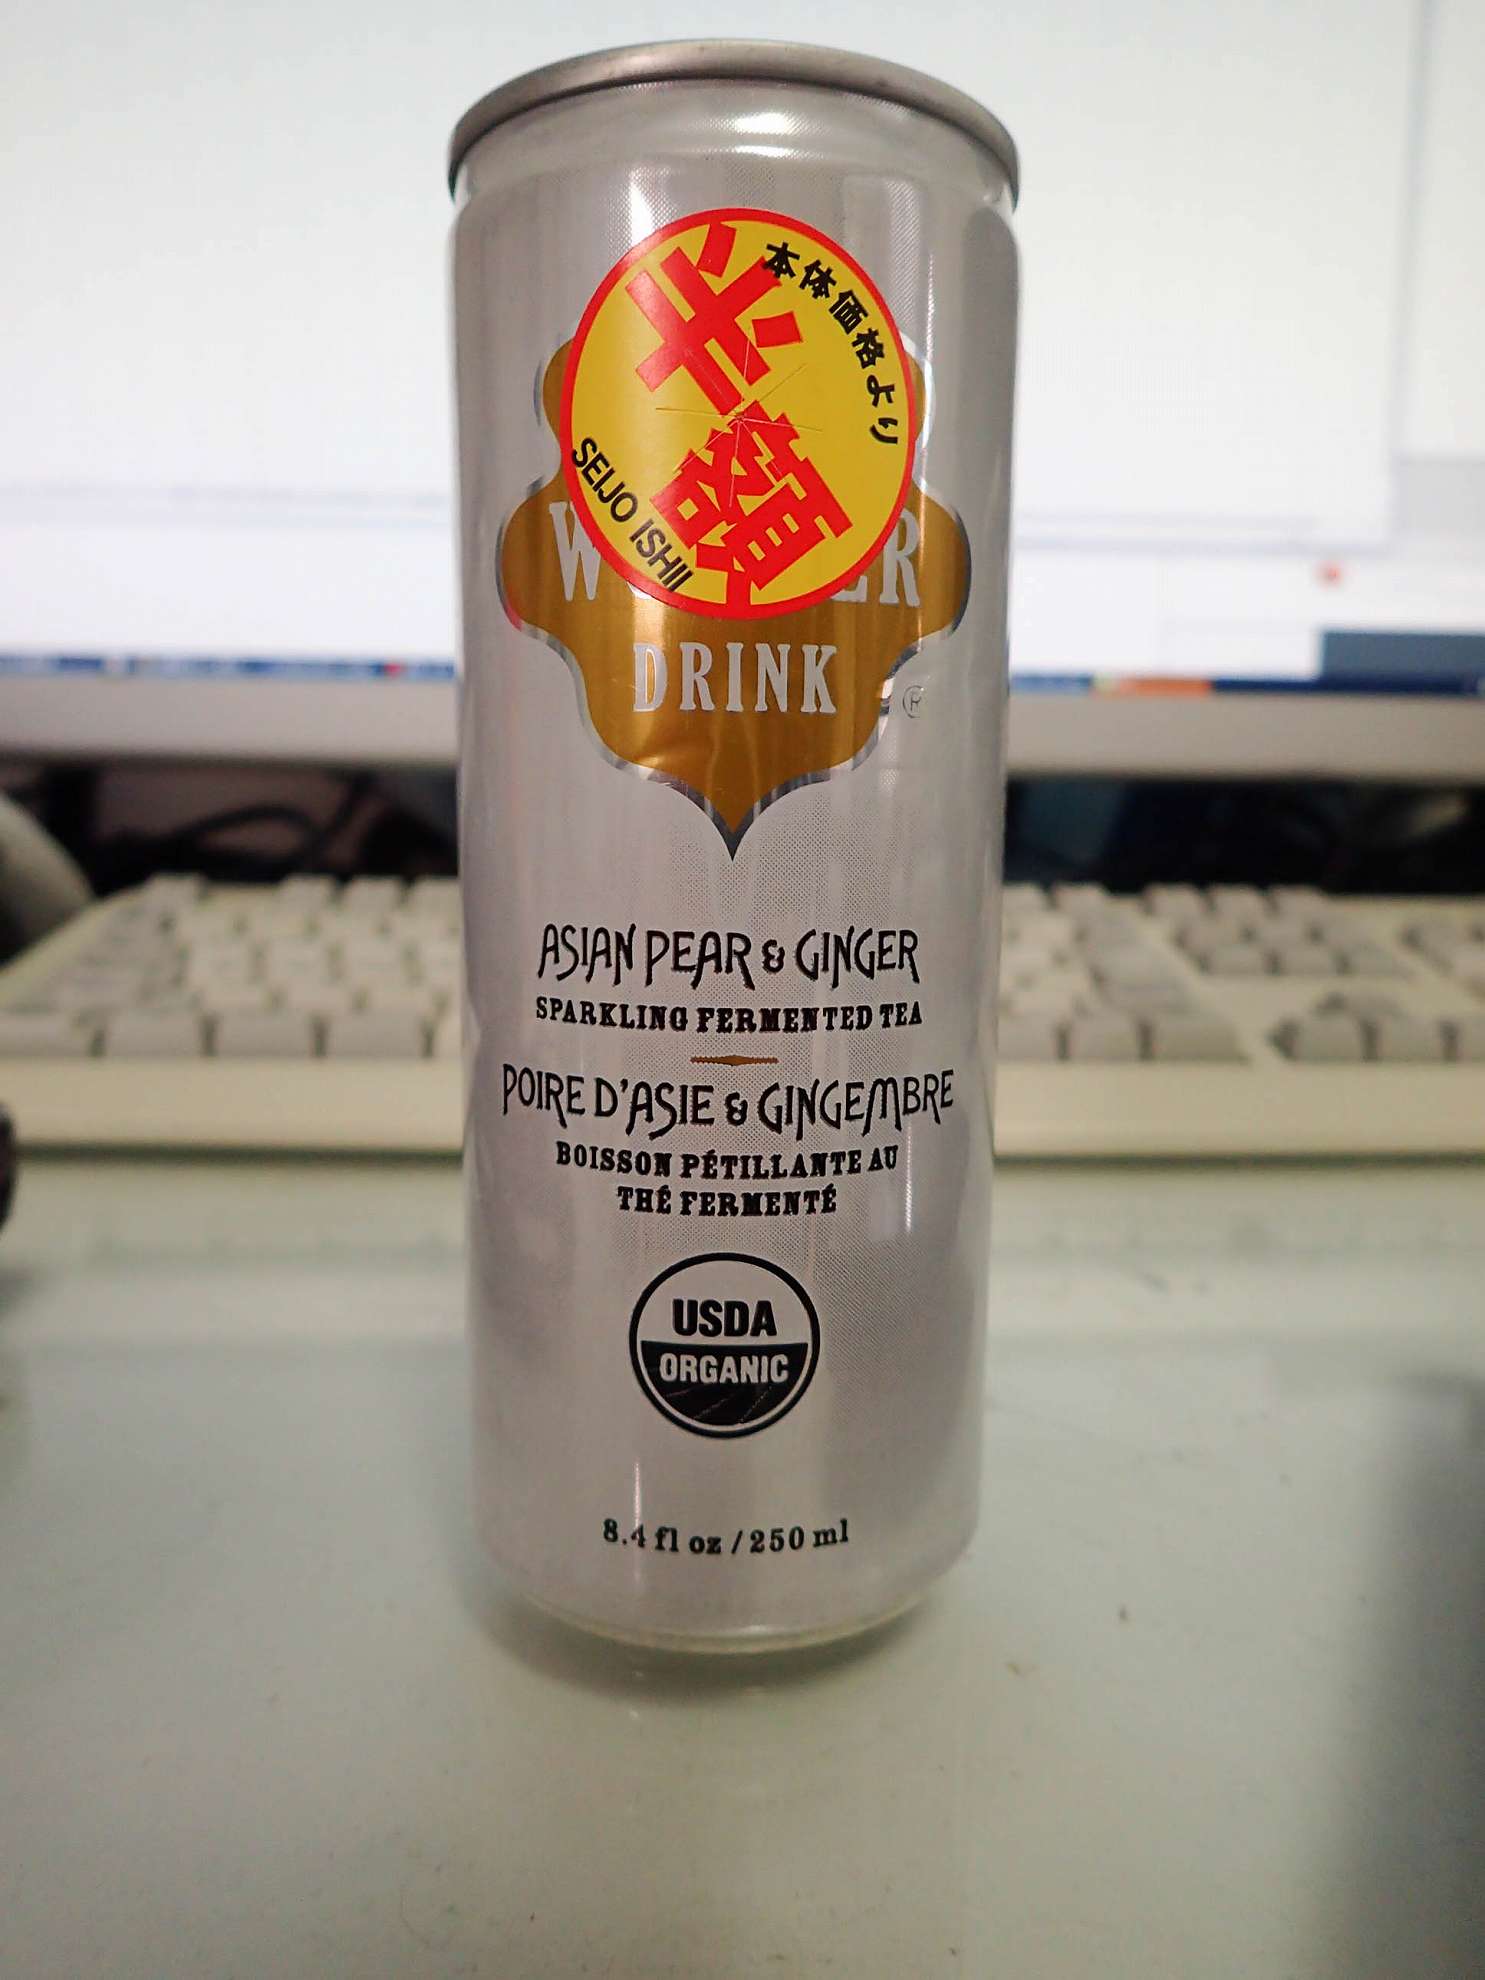 本体価格より
半額
SEIJO ISHII
DRINK
®
ASIAN PEAR & GINGER
SPARKLING FERMENTED TEA
POIRE D'ASIE & GINGEMBRE
BOISSON PÉTILLANTE AU
THÉ FERMENTÉ
USDA
ORGANIC
8.4 fl oz / 250 ml